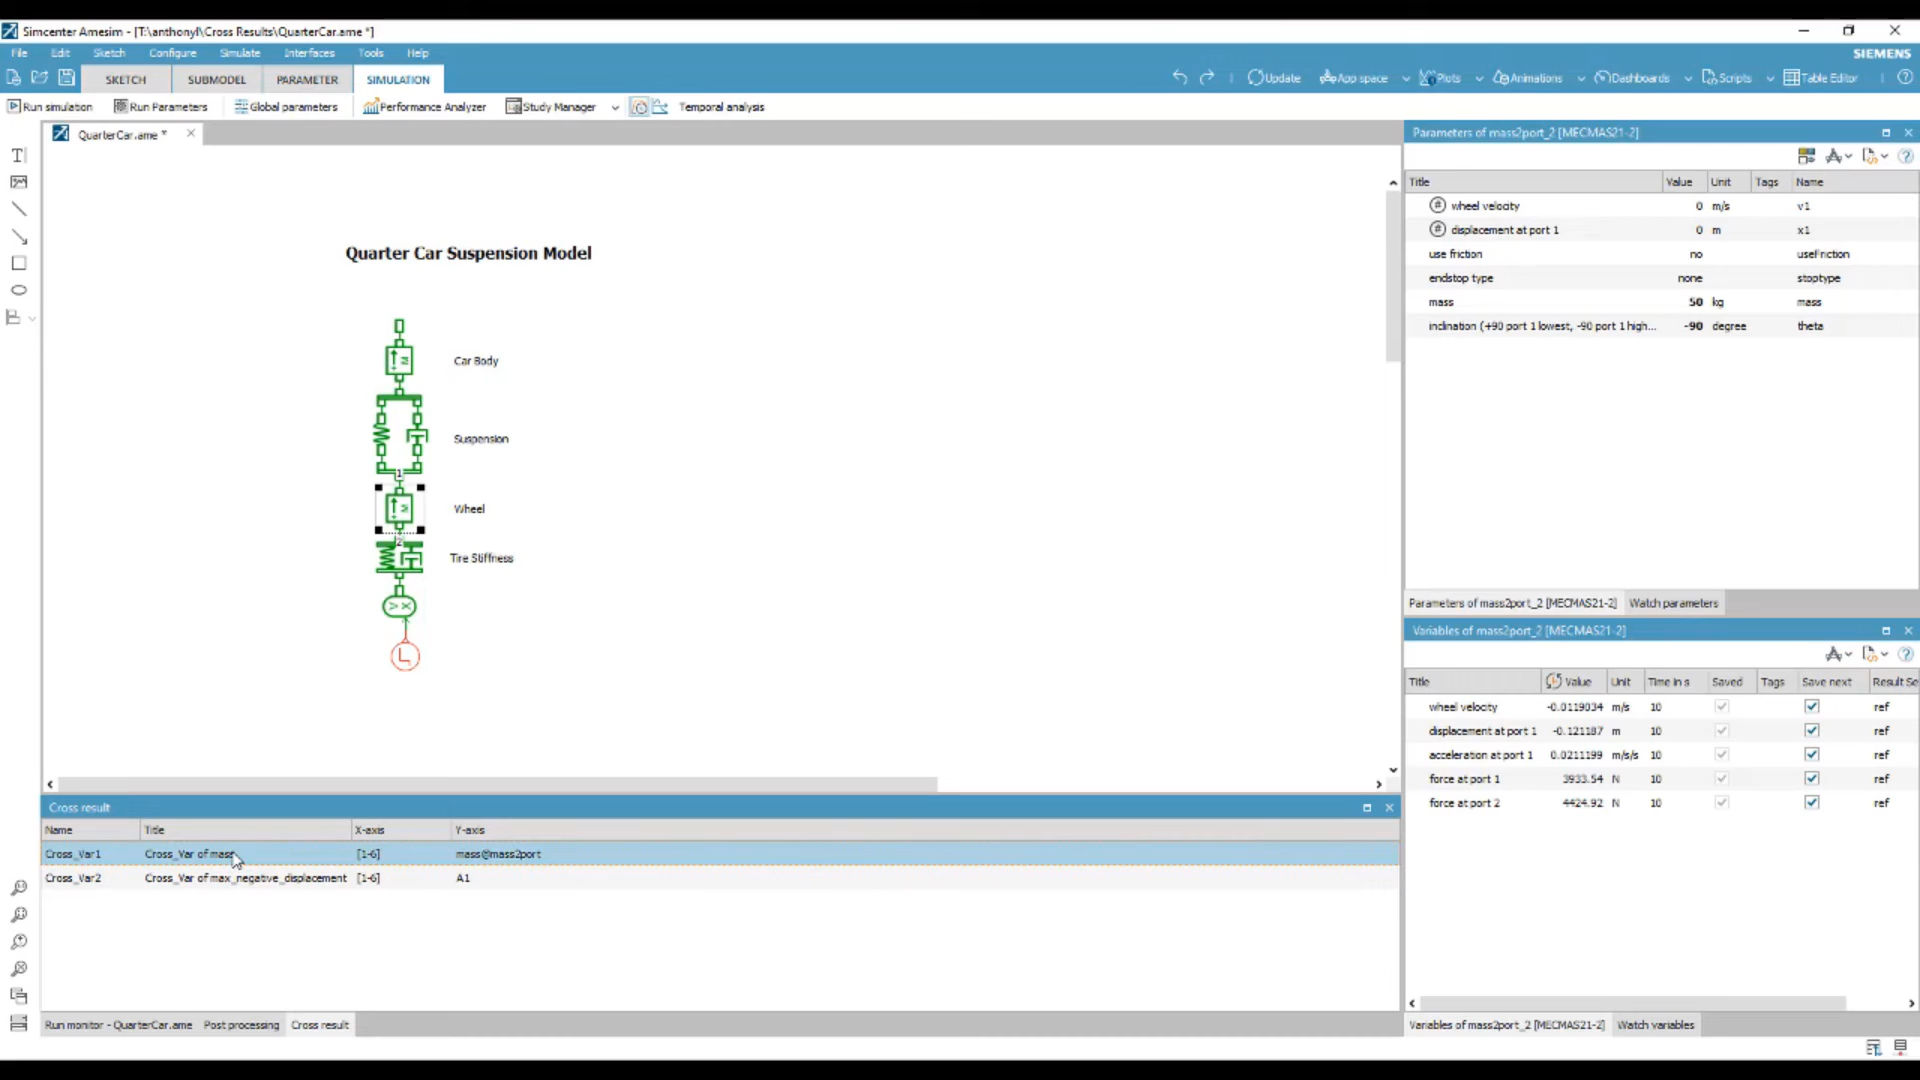 Simcenter Amesim - [T:\anthonyl\Cross Results\QuarterCar.ame *]
File Edit Sketch Configure Simulate Interfaces Tools Help
SIEMENS
SKETCH SUBMODEL PARAMETER SIMULATION
Update App space Plots Animations Dashboards Scripts Table Editor
Run simulation Run Parameters Global parameters Performance Analyzer Study Manager Temporal analysis
QuarterCar.ame *
Quarter Car Suspension Model
Car Body
Suspension
1
Wheel
2
Tire Stiffness
Parameters of mass2port_2 [MECMAS21-2]
Title Value Unit Tags Name
wheel velocity 0 m/s v1
displacement at port 1 0 m x1
use friction no useFriction
endstop type none stoptype
mass 50 kg mass
inclination (+90 port 1 lowest, -90 port 1 high... -90 degree theta
Parameters of mass2port_2 [MECMAS21-2] Watch parameters
Variables of mass2port_2 [MECMAS21-2]
Title Value Unit Time in s Saved Tags Save next Result Se
wheel velocity -0.0119034 m/s 10 ref
displacement at port 1 -0.121187 m 10 ref
acceleration at port 1 0.0211199 m/s/s 10 ref
force at port 1 3933.54 N 10 ref
force at port 2 4424.92 N 10 ref
Variables of mass2port_2 [MECMAS21-2] Watch variables
Cross result
Name Title X-axis Y-axis
Cross_Var1 Cross_Var of mass [1-6] mass@mass2port
Cross_Var2 Cross_Var of max_negative_displacement [1-6] A1
Run monitor - QuarterCar.ame Post processing Cross result